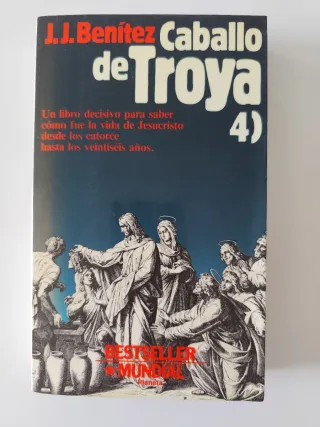 J. J. Benítez
Caballo
de Troya
4)
Un libro decisivo para saber
cómo fue la vida de Jesucristo
desde los catorce
hasta los veintiséis años.
BESTSELLER
★ MUNDIAL
Planeta